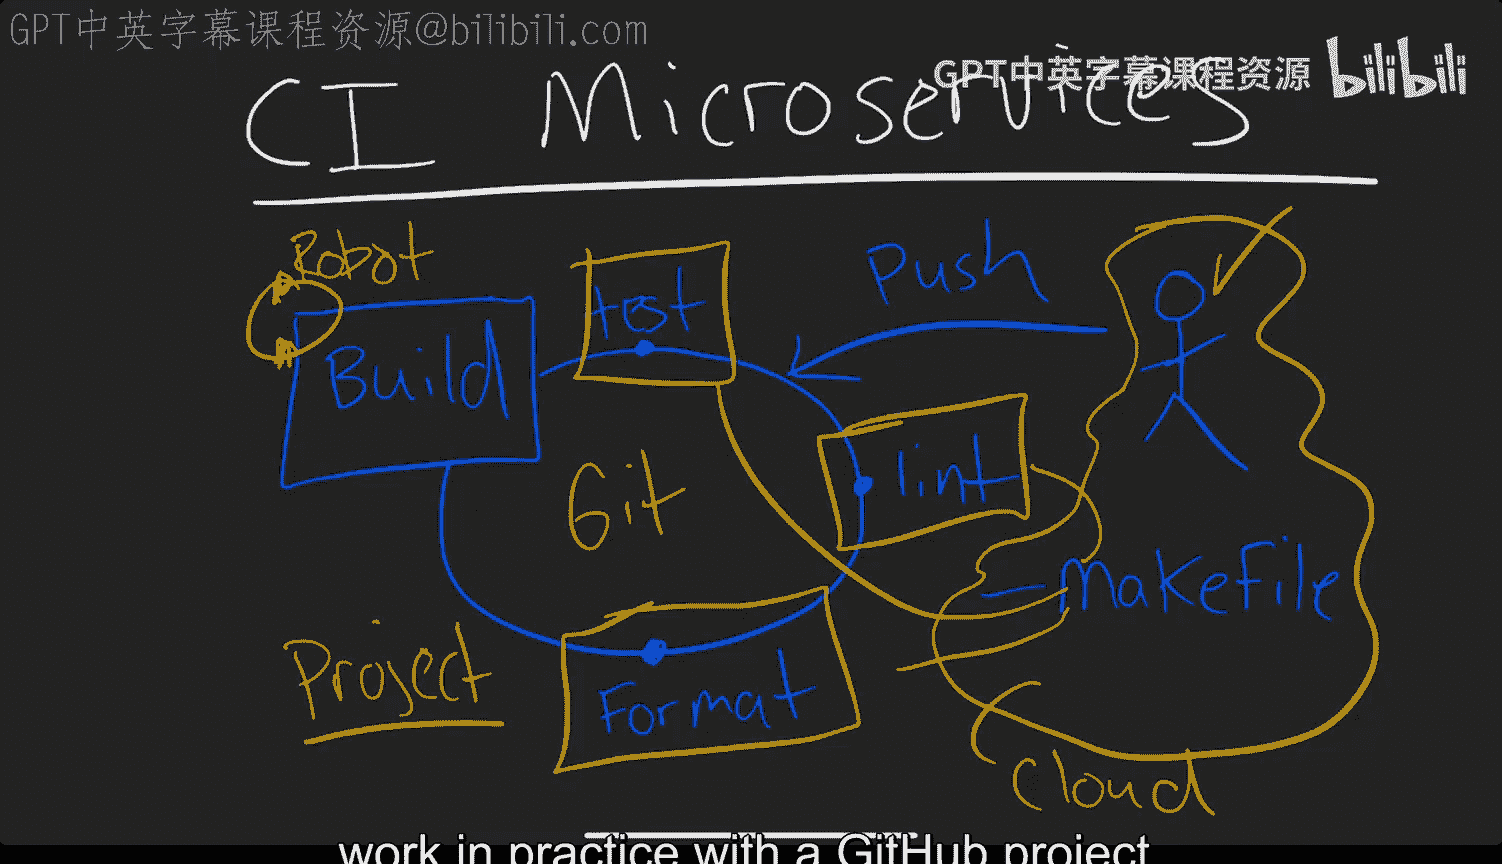 GPT中英字幕课程资源@bilibili.com
GPT中英字幕课程资源 bilibili
CI Microservices
Robot
test
Push
Build
lint
Git
Makefile
Project
Format
Cloud
work in practice with a GitHub project